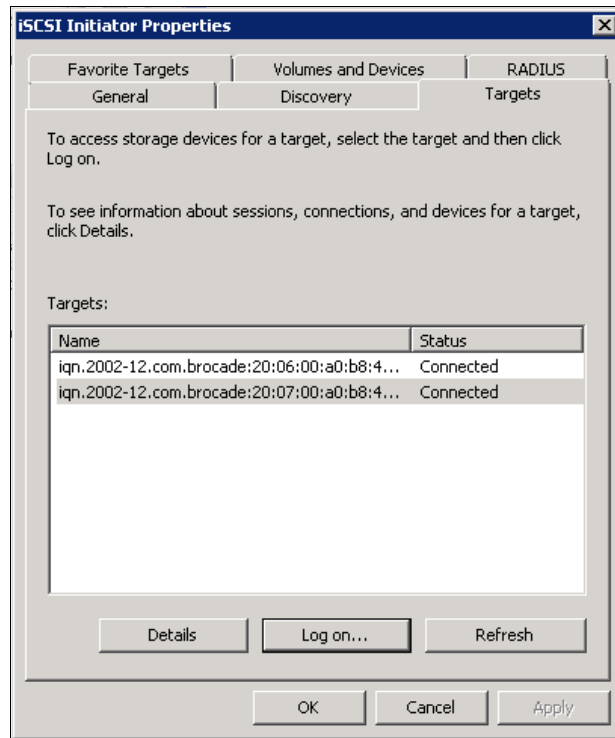 iSCSI Initiator Properties
Favorite Targets
Volumes and Devices
RADIUS
General
Discovery
Targets
To access storage devices for a target, select the target and then click
Log on.
To see information about sessions, connections, and devices for a target,
click Details.
Targets:
Name Status
iqn.2002-12.com.brocade:20:06:00:a0:b8:4... Connected
iqn.2002-12.com.brocade:20:07:00:a0:b8:4... Connected
Details Log on... Refresh
OK Cancel Apply